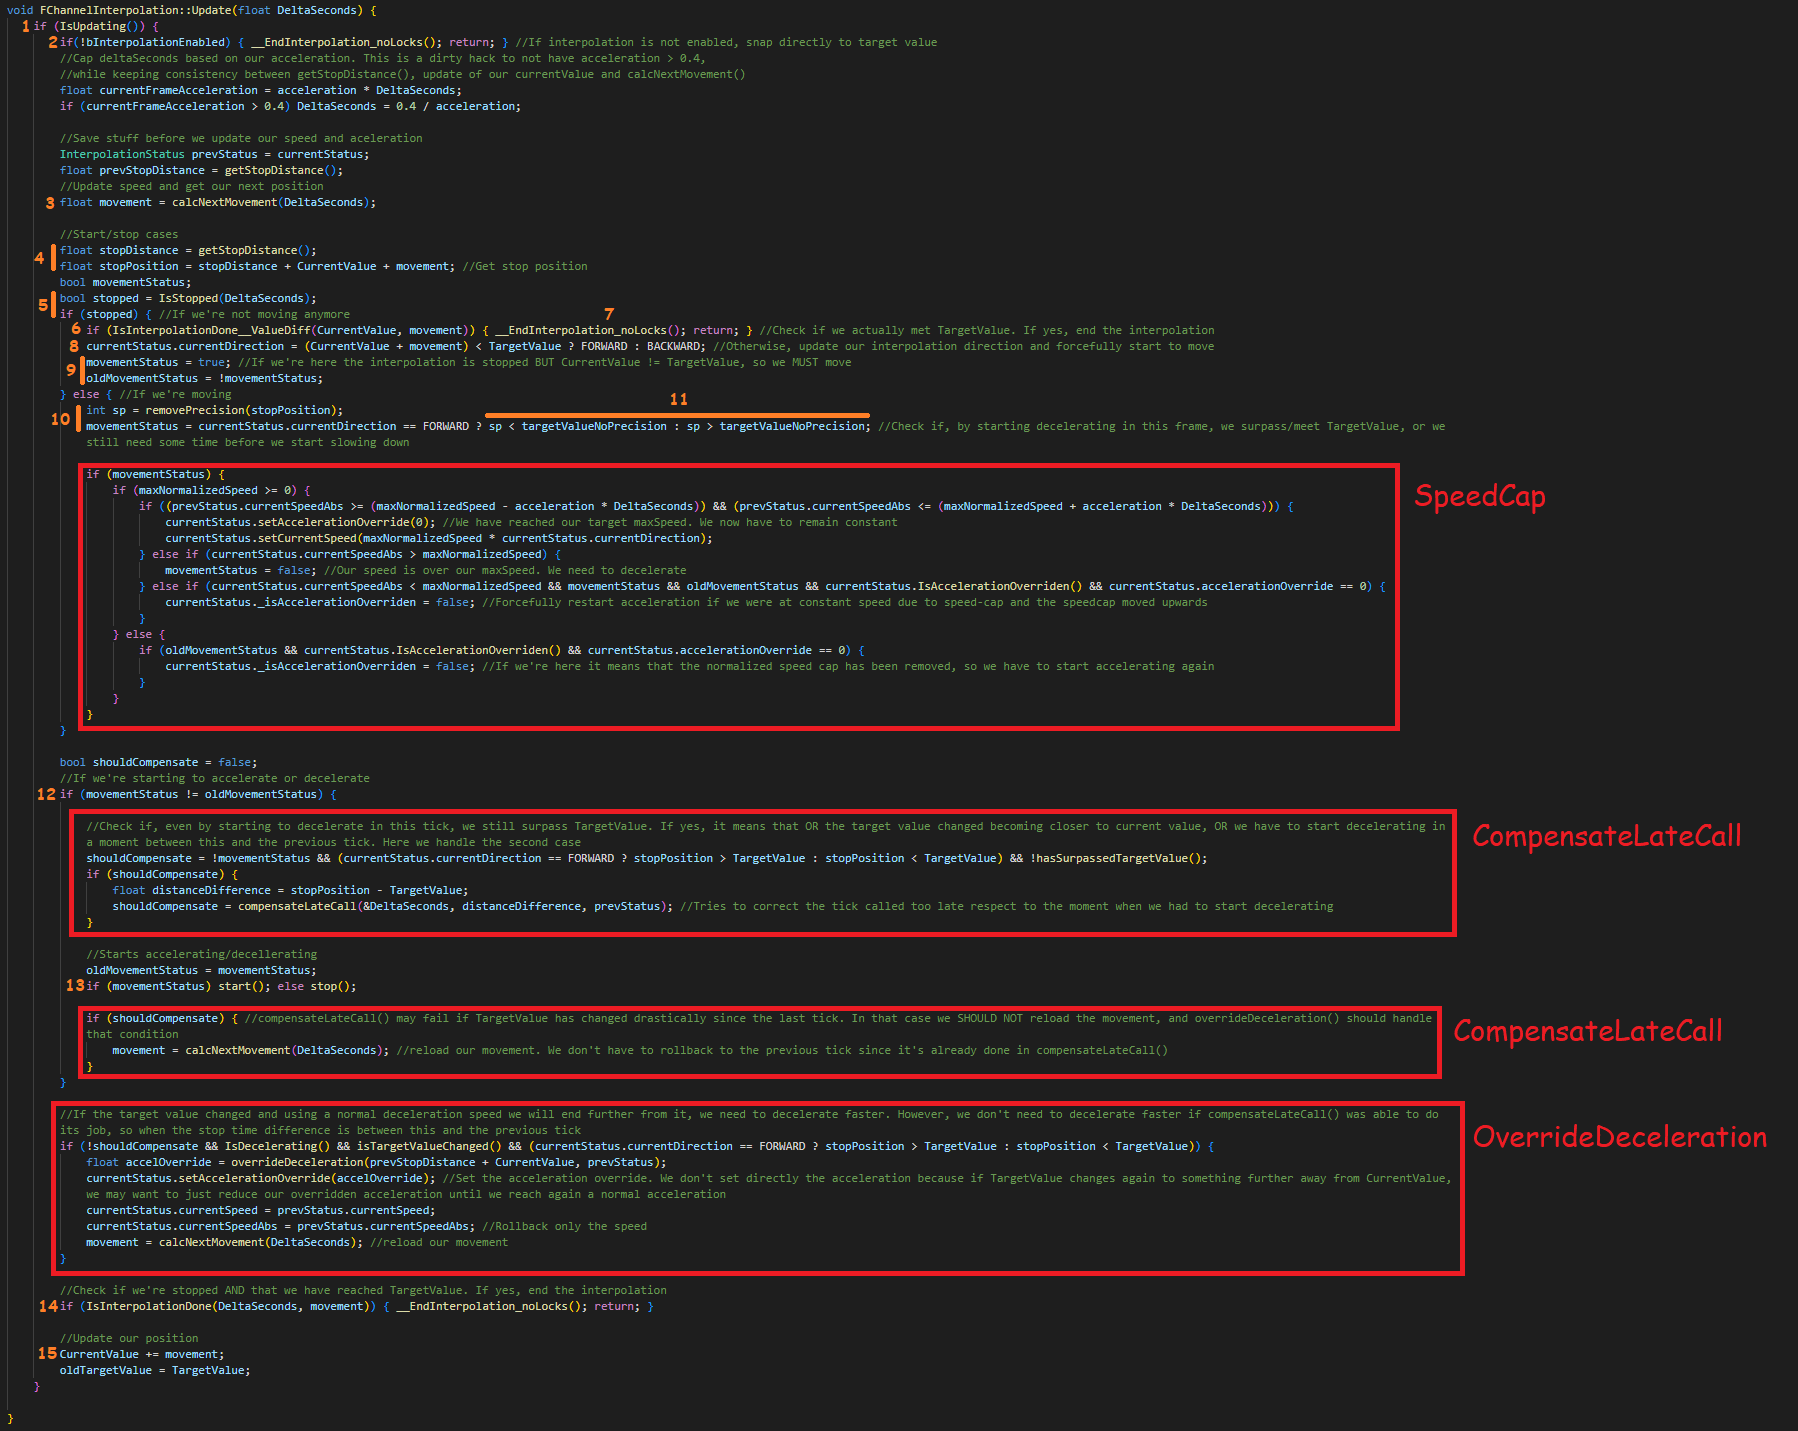 void FChannelInterpolation::Update(float DeltaSeconds) {
1 if (IsUpdating()) {
2 if(!bInterpolationEnabled) { __EndInterpolation_noLocks(); return; } //If interpolation is not enabled, snap directly to target value
//Cap deltaSeconds based on our acceleration. This is a dirty hack to not have acceleration > 0.4,
//while keeping consistency between getStopDistance(), update of our currentValue and calcNextMovement()
float currentFrameAcceleration = acceleration * DeltaSeconds;
if (currentFrameAcceleration > 0.4) DeltaSeconds = 0.4 / acceleration;
//Save stuff before we update our speed and aceleration
InterpolationStatus prevStatus = currentStatus;
float prevStopDistance = getStopDistance();
//Update speed and get our next position
3 float movement = calcNextMovement(DeltaSeconds);
//Start/stop cases
4 float stopDistance = getStopDistance();
float stopPosition = stopDistance + CurrentValue + movement; //Get stop position
bool movementStatus;
5 bool stopped = IsStopped(DeltaSeconds);
if (stopped) { //If we're not moving anymore
7
6 if (IsInterpolationDone__ValueDiff(CurrentValue, movement)) { __EndInterpolation_noLocks(); return; } //Check if we actually met TargetValue. If yes, end the interpolation
8 currentStatus.currentDirection = (CurrentValue + movement) < TargetValue ? FORWARD : BACKWARD; //Otherwise, update our interpolation direction and forcefully start to move
9 movementStatus = true; //If we're here the interpolation is stopped BUT CurrentValue != TargetValue, so we MUST move
oldMovementStatus = !movementStatus;
} else { //If we're moving
11
10 int sp = removePrecision(stopPosition);
movementStatus = currentStatus.currentDirection == FORWARD ? sp < targetValueNoPrecision : sp > targetValueNoPrecision; //Check if, by starting decelerating in this frame, we surpass/meet TargetValue, or we
still need some time before we start slowing down
if (movementStatus) {
if (maxNormalizedSpeed >= 0) {
SpeedCap
if ((prevStatus.currentSpeedAbs >= (maxNormalizedSpeed - acceleration * DeltaSeconds)) && (prevStatus.currentSpeedAbs <= (maxNormalizedSpeed + acceleration * DeltaSeconds))) {
currentStatus.setAccelerationOverride(0); //We have reached our target maxSpeed. We now have to remain constant
currentStatus.setCurrentSpeed(maxNormalizedSpeed * currentStatus.currentDirection);
} else if (currentStatus.currentSpeedAbs > maxNormalizedSpeed) {
movementStatus = false; //Our speed is over our maxSpeed. We need to decelerate
} else if (currentStatus.currentSpeedAbs < maxNormalizedSpeed && movementStatus && oldMovementStatus && currentStatus.IsAccelerationOverriden() && currentStatus.accelerationOverride == 0) {
currentStatus._isAccelerationOverriden = false; //Forcefully restart acceleration if we were at constant speed due to speed-cap and the speedcap moved upwards
}
} else {
if (oldMovementStatus && currentStatus.IsAccelerationOverriden() && currentStatus.accelerationOverride == 0) {
currentStatus._isAccelerationOverriden = false; //If we're here it means that the normalized speed cap has been removed, so we have to start accelerating again
}
}
}
}
bool shouldCompensate = false;
//If we're starting to accelerate or decelerate
12 if (movementStatus != oldMovementStatus) {
//Check if, even by starting to decelerate in this tick, we still surpass TargetValue. If yes, it means that OR the target value changed becoming closer to current value, OR we have to start decelerating in
CompensateLateCall
a moment between this and the previous tick. Here we handle the second case
shouldCompensate = !movementStatus && (currentStatus.currentDirection == FORWARD ? stopPosition > TargetValue : stopPosition < TargetValue) && !hasSurpassedTargetValue();
if (shouldCompensate) {
float distanceDifference = stopPosition - TargetValue;
shouldCompensate = compensateLateCall(&DeltaSeconds, distanceDifference, prevStatus); //Tries to correct the tick called too late respect to the moment when we had to start decelerating
}
//Starts accelerating/decellerating
oldMovementStatus = movementStatus;
13 if (movementStatus) start(); else stop();
if (shouldCompensate) { //compensateLateCall() may fail if TargetValue has changed drastically since the last tick. In that case we SHOULD NOT reload the movement, and overrideDeceleration() should handle
CompensateLateCall
that condition
movement = calcNextMovement(DeltaSeconds); //reload our movement. We don't have to rollback to the previous tick since it's already done in compensateLateCall()
}
}
//If the target value changed and using a normal deceleration speed we will end further from it, we need to decelerate faster. However, we don't need to decelerate faster if compensateLateCall() was able to do
its job, so when the stop time difference is between this and the previous tick
OverrideDeceleration
if (!shouldCompensate && IsDecelerating() && isTargetValueChanged() && (currentStatus.currentDirection == FORWARD ? stopPosition > TargetValue : stopPosition < TargetValue)) {
float accelOverride = overrideDeceleration(prevStopDistance + CurrentValue, prevStatus);
currentStatus.setAccelerationOverride(accelOverride); //Set the acceleration override. We don't set directly the acceleration because if TargetValue changes again to something further away from CurrentValue,
we may want to just reduce our overridden acceleration until we reach again a normal acceleration
currentStatus.currentSpeed = prevStatus.currentSpeed;
currentStatus.currentSpeedAbs = prevStatus.currentSpeedAbs; //Rollback only the speed
movement = calcNextMovement(DeltaSeconds); //reload our movement
}
//Check if we're stopped AND that we have reached TargetValue. If yes, end the interpolation
14 if (IsInterpolationDone(DeltaSeconds, movement)) { __EndInterpolation_noLocks(); return; }
//Update our position
15 CurrentValue += movement;
oldTargetValue = TargetValue;
}
}